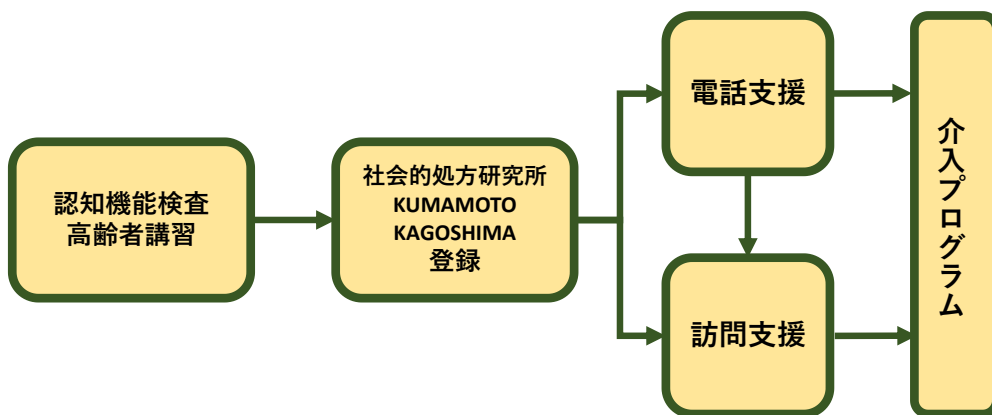 認知機能検査
高齢者講習
社会的処方研究所
KUMAMOTO
KAGOSHIMA
登録
電話支援
訪問支援
介入プログラム